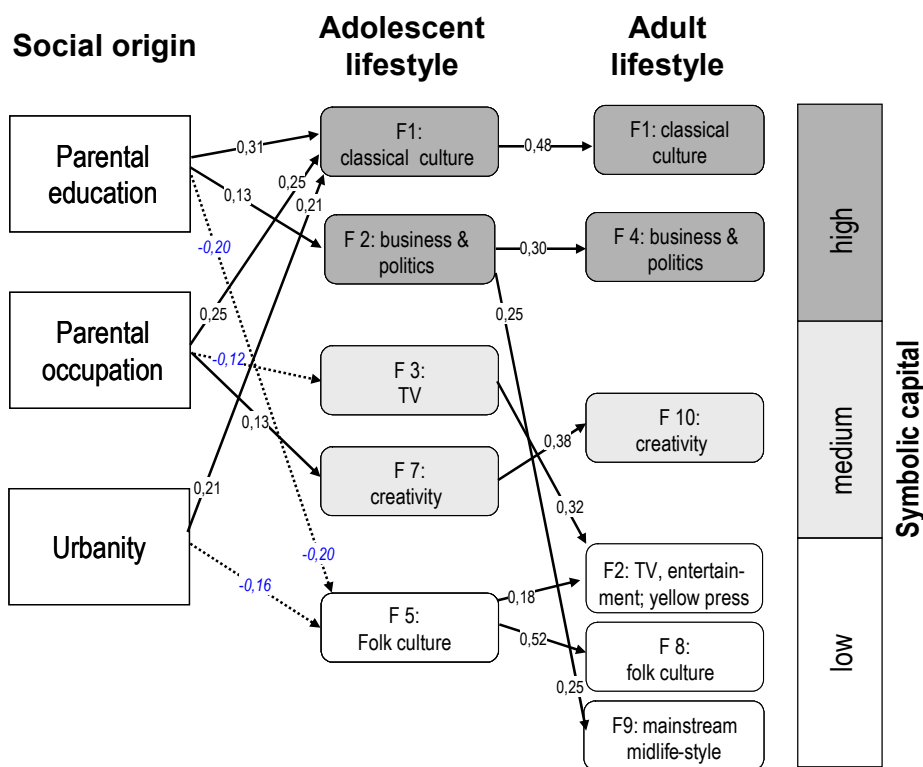 Social origin
Adolescent
lifestyle
Adult
lifestyle
Parental
education
Parental
occupation
Urbanity
F1:
classical culture
F 2: business &
politics
F 3:
TV
F 7:
creativity
F 5:
Folk culture
F1: classical
culture
F 4: business &
politics
F 10:
creativity
F2: TV, entertain-
ment; yellow press
F 8:
folk culture
F9: mainstream
midlife-style
0,31
0,25
0,13
0,21
-0,20
0,25
-0,12
0,13
0,21
-0,20
-0,16
0,48
0,30
0,25
0,38
0,32
0,18
0,52
0,25
high
medium
low
Symbolic capital